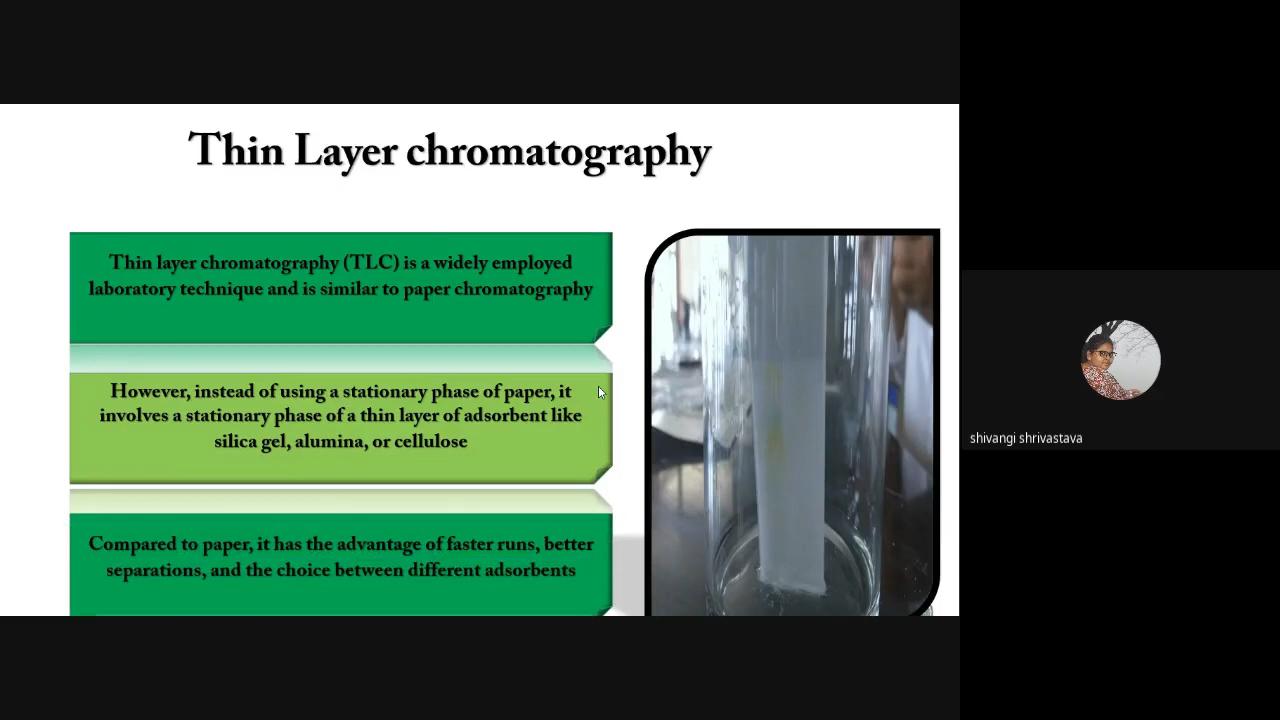 Thin Layer chromatography
Thin layer chromatography (TLC) is a widely employed
laboratory technique and is similar to paper chromatography
However, instead of using a stationary phase of paper, it
involves a stationary phase of a thin layer of adsorbent like
silica gel, alumina, or cellulose
Compared to paper, it has the advantage of faster runs, better
separations, and the choice between different adsorbents
shivangi shrivastava